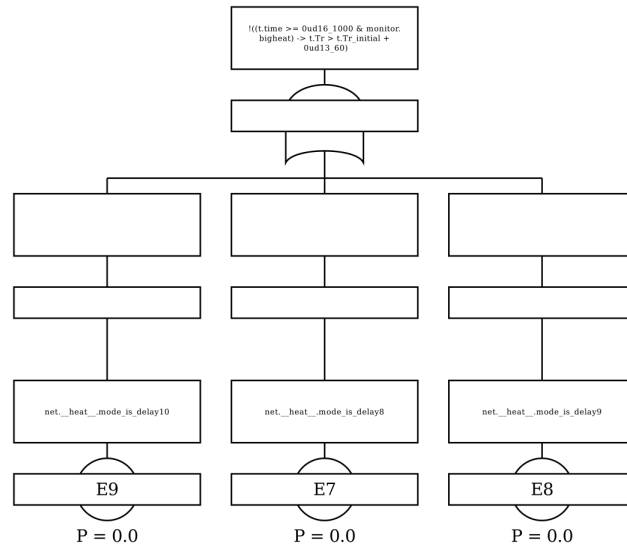 !((t.time >= 0ud16_1000 & monitor.
bigheat) -> t.Tr > t.Tr_initial +
0ud13_60)
net.__heat__.mode_is_delay10
net.__heat__.mode_is_delay8
net.__heat__.mode_is_delay9
E9
E7
E8
P = 0.0
P = 0.0
P = 0.0